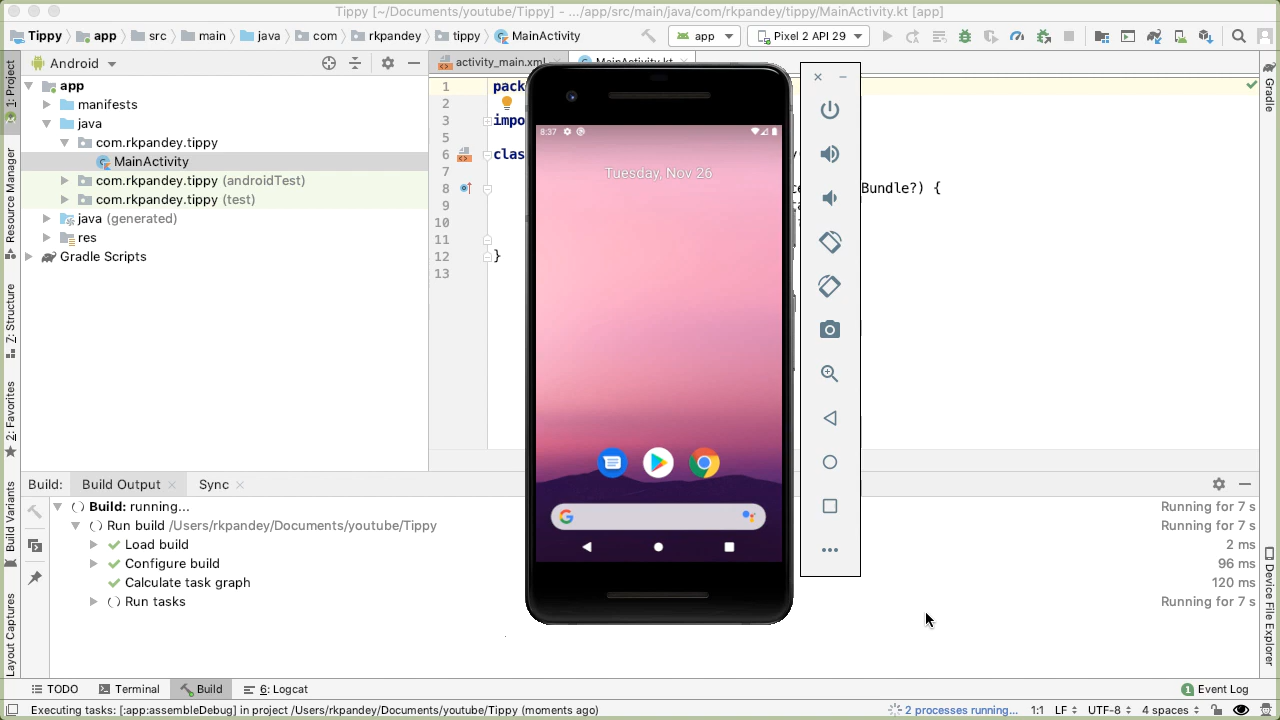 Tippy [~/Documents/youtube/Tippy] - .../app/src/main/java/com/rkpandey/tippy/MainActivity.kt [app]
Tippy app src main java com rkpandey tippy MainActivity app Pixel 2 API 29
1: Project
Resource Manager
Z: Structure
2: Favorites
Build Variants
Layout Captures
Android
app
manifests
java
com.rkpandey.tippy
MainActivity
com.rkpandey.tippy (androidTest)
com.rkpandey.tippy (test)
java (generated)
res
Gradle Scripts
activity_main.xml MainActivity.kt
1 pack
2
3 impo
5
6 clas
7
8 Bundle?) {
9
10
11
12 }
13
8:37
Tuesday, Nov 26
Gradle
Device File Explorer
Build: Build Output Sync
Build: running... Running for 7 s
Run build /Users/rkpandey/Documents/youtube/Tippy Running for 7 s
Load build 2 ms
Configure build 96 ms
Calculate task graph 120 ms
Run tasks Running for 7 s
TODO Terminal Build 6: Logcat 1 Event Log
Executing tasks: [:app:assembleDebug] in project /Users/rkpandey/Documents/youtube/Tippy (moments ago) 2 processes running... 1:1 LF UTF-8 4 spaces